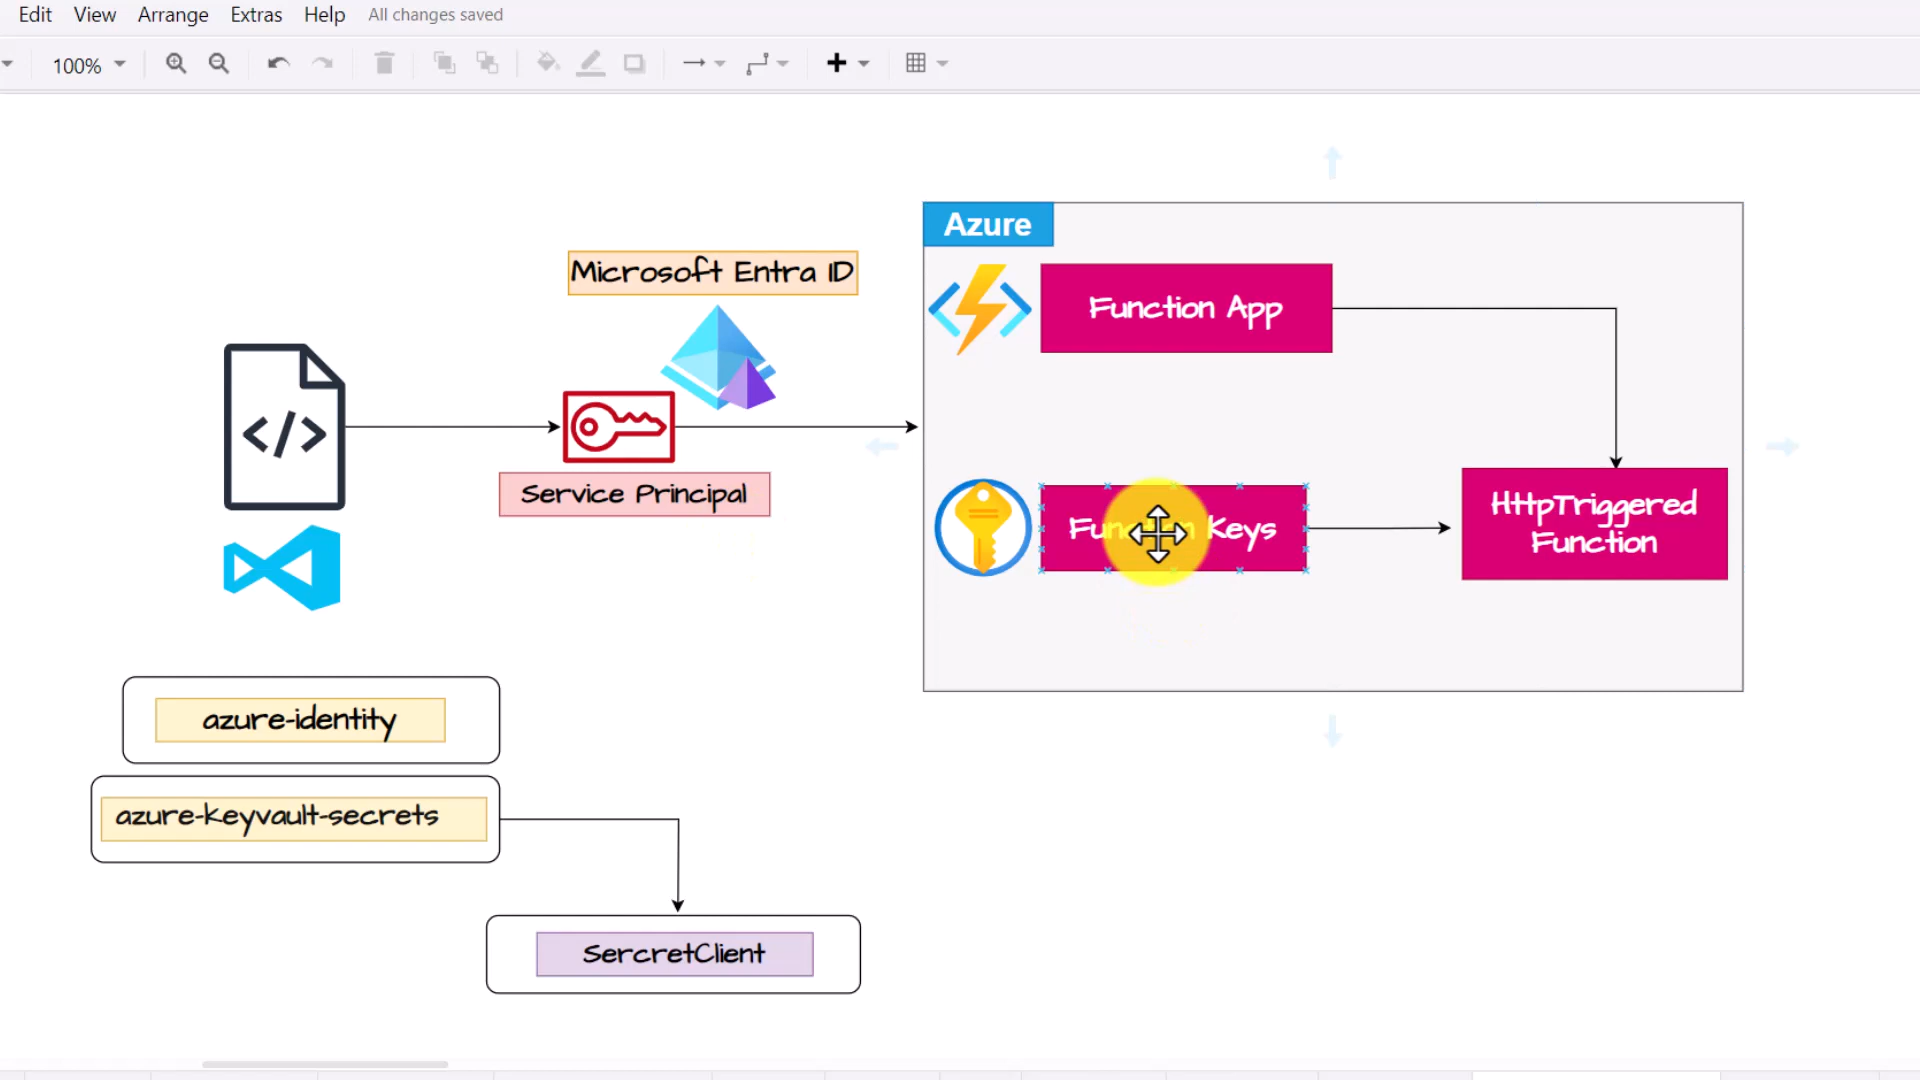 Edit View Arrange Extras Help All changes saved
100%
Azure
Microsoft Entra ID
Function App
</>
Service Principal
Function Keys
HttpTriggered
Function
azure-identity
azure-keyvault-secrets
SercretClient